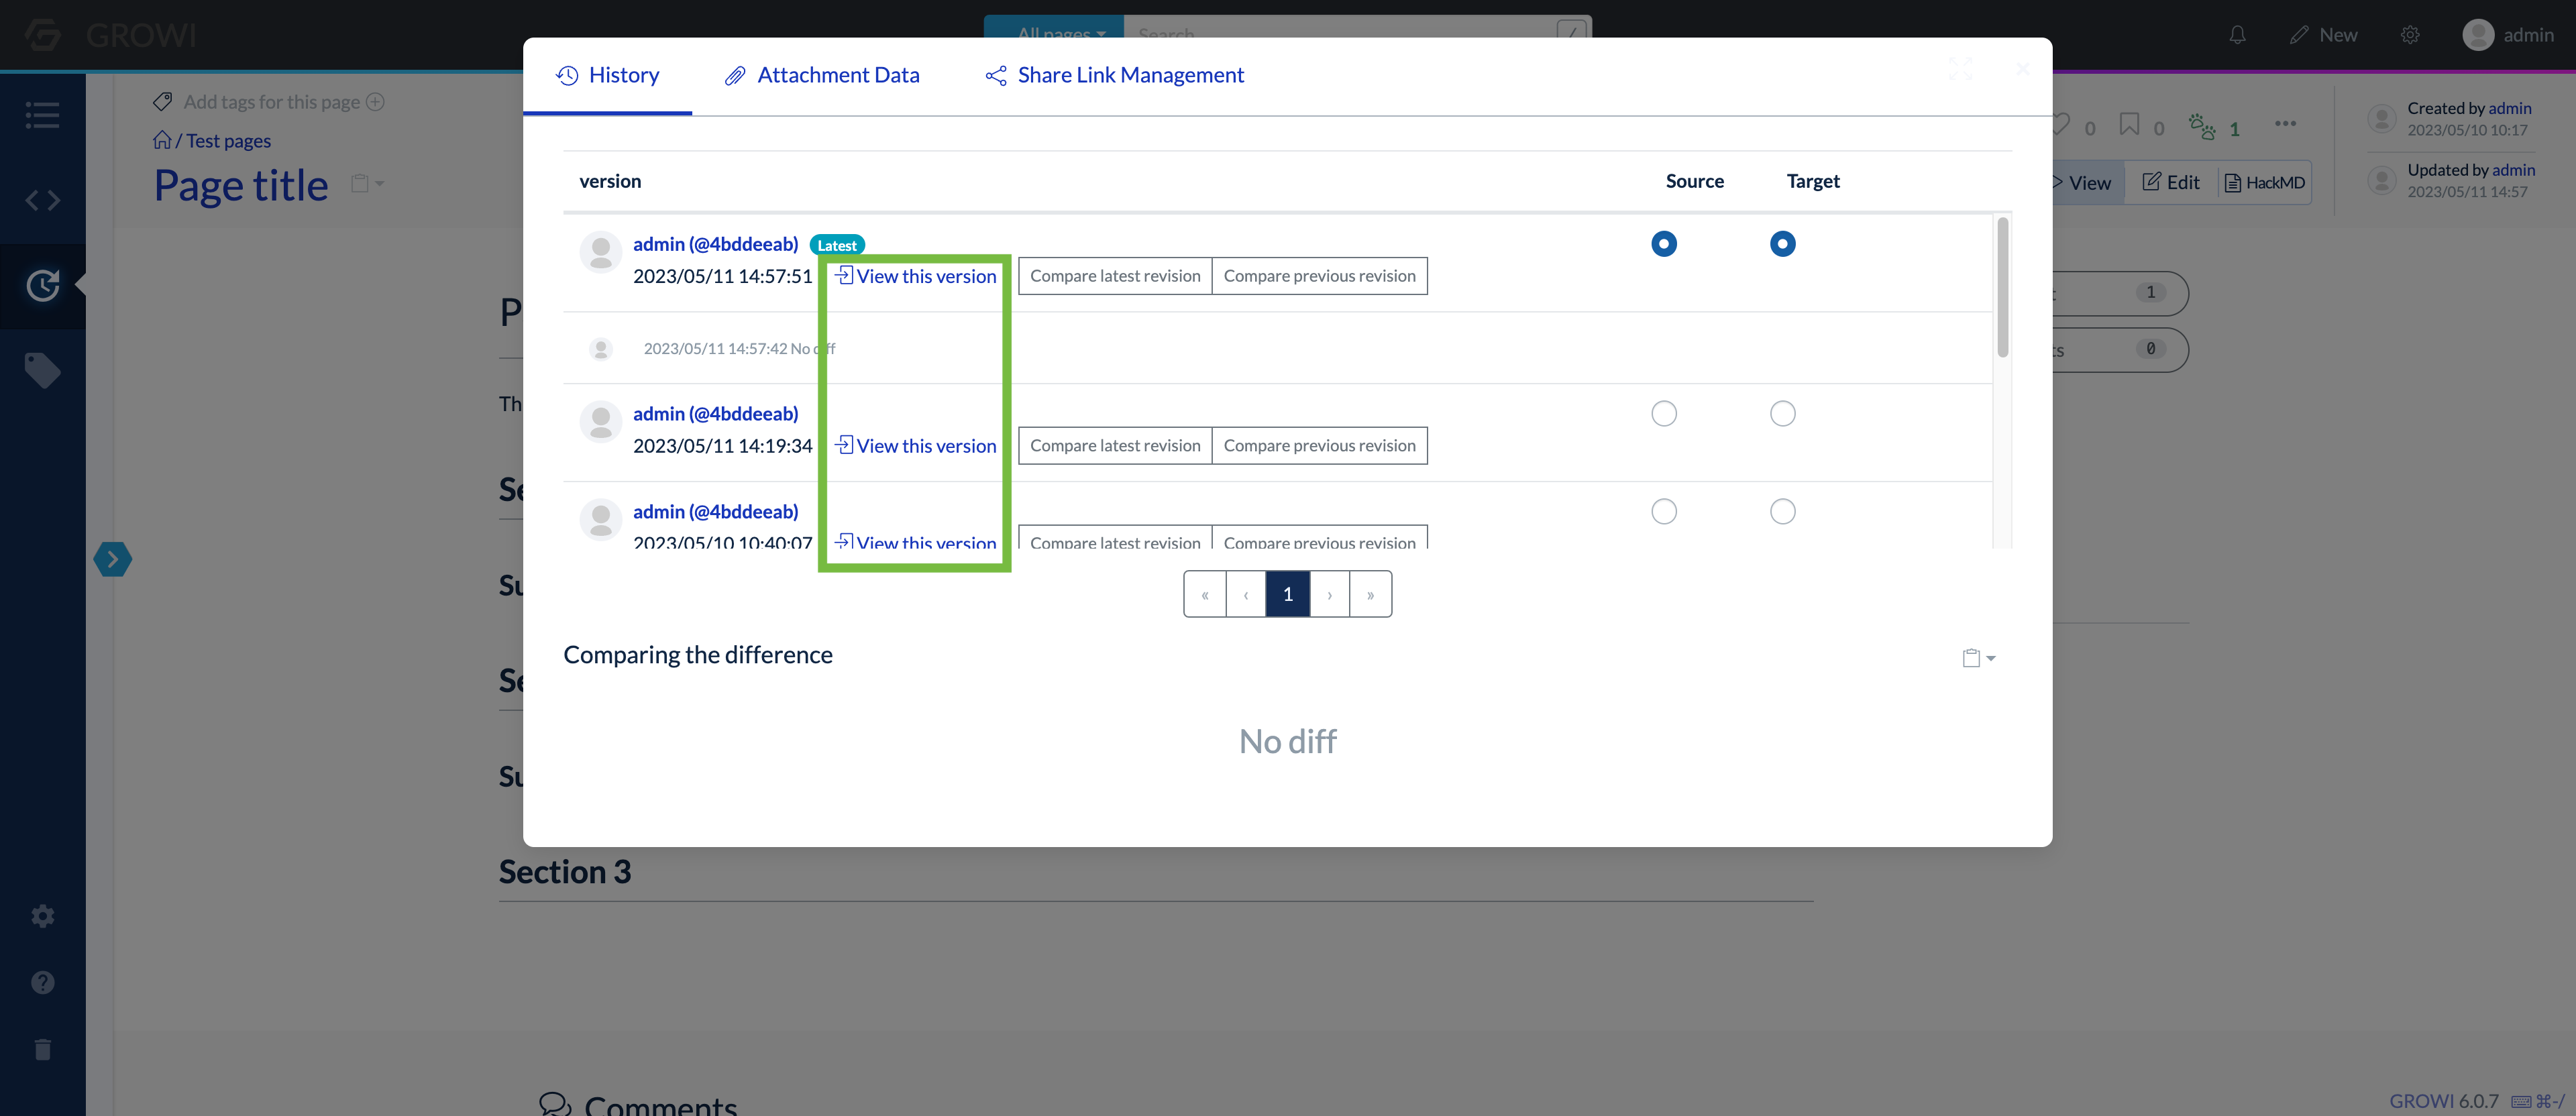 GROWI
All pages
Search
/
New
admin
History
Attachment Data
Share Link Management
Add tags for this page
/ Test pages
Page title
0
0
1
Created by admin
2023/05/10 10:17
View
Edit
HackMD
Updated by admin
2023/05/11 14:57
version
Source
Target
admin (@4bddeeab)
Latest
2023/05/11 14:57:51
View this version
Compare latest revision
Compare previous revision
1
2023/05/11 14:57:42 No diff
0
admin (@4bddeeab)
2023/05/11 14:19:34
View this version
Compare latest revision
Compare previous revision
admin (@4bddeeab)
2023/05/10 10:40:07
View this version
Compare latest revision
Compare previous revision
« ‹ 1 › »
Comparing the difference
No diff
Section 3
Comments
GROWI 6.0.7
⌘-/